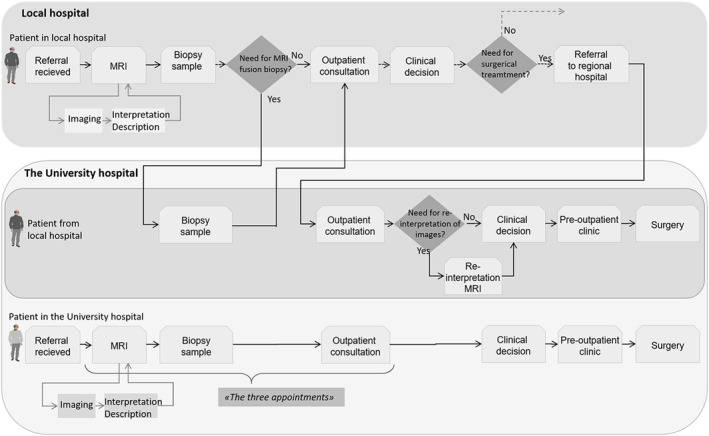 Local hospital
Patient in local hospital
Referral
recieved
MRI
Biopsy
sample
Need for MRI
fusion biopsy?
No
Yes
Outpatient
consultation
Clinical
decision
Need for
surgerical
treamtment?
No
Yes
Referral
to regional
hospital
Imaging
Interpretation
Description
The University hospital
Patient from
local hospital
Biopsy
sample
Outpatient
consultation
Need for re-
interpretation of
images?
No
Yes
Re-
interpretation
MRI
Clinical
decision
Pre-outpatient
clinic
Surgery
Patient in the University hospital
Referral
recieved
MRI
Biopsy
sample
Outpatient
consultation
Clinical
decision
Pre-outpatient
clinic
Surgery
Imaging
Interpretation
Description
«The three appointments»